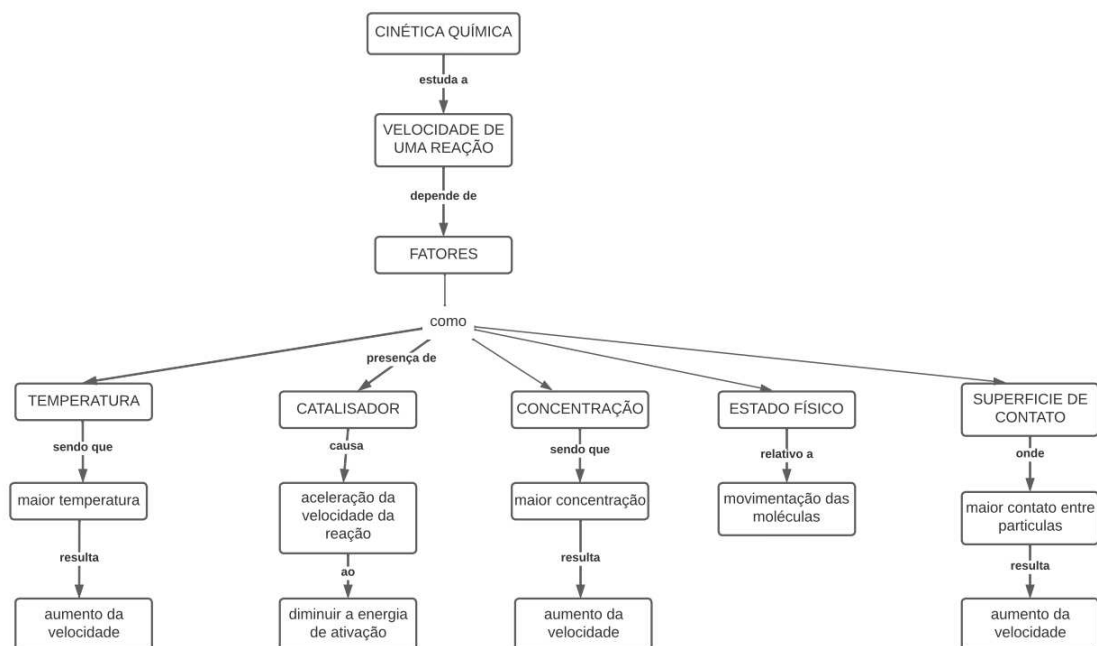 CINÉTICA QUÍMICA
estuda a
VELOCIDADE DE
UMA REAÇÃO
depende de
FATORES
como
presença de
TEMPERATURA
sendo que
maior temperatura
resulta
aumento da
velocidade
CATALISADOR
causa
aceleração da
velocidade da
reação
ao
diminuir a energia
de ativação
CONCENTRAÇÃO
sendo que
maior concentração
resulta
aumento da
velocidade
ESTADO FÍSICO
relativo a
movimentação das
moléculas
SUPERFICIE DE
CONTATO
onde
maior contato entre
particulas
resulta
aumento da
velocidade